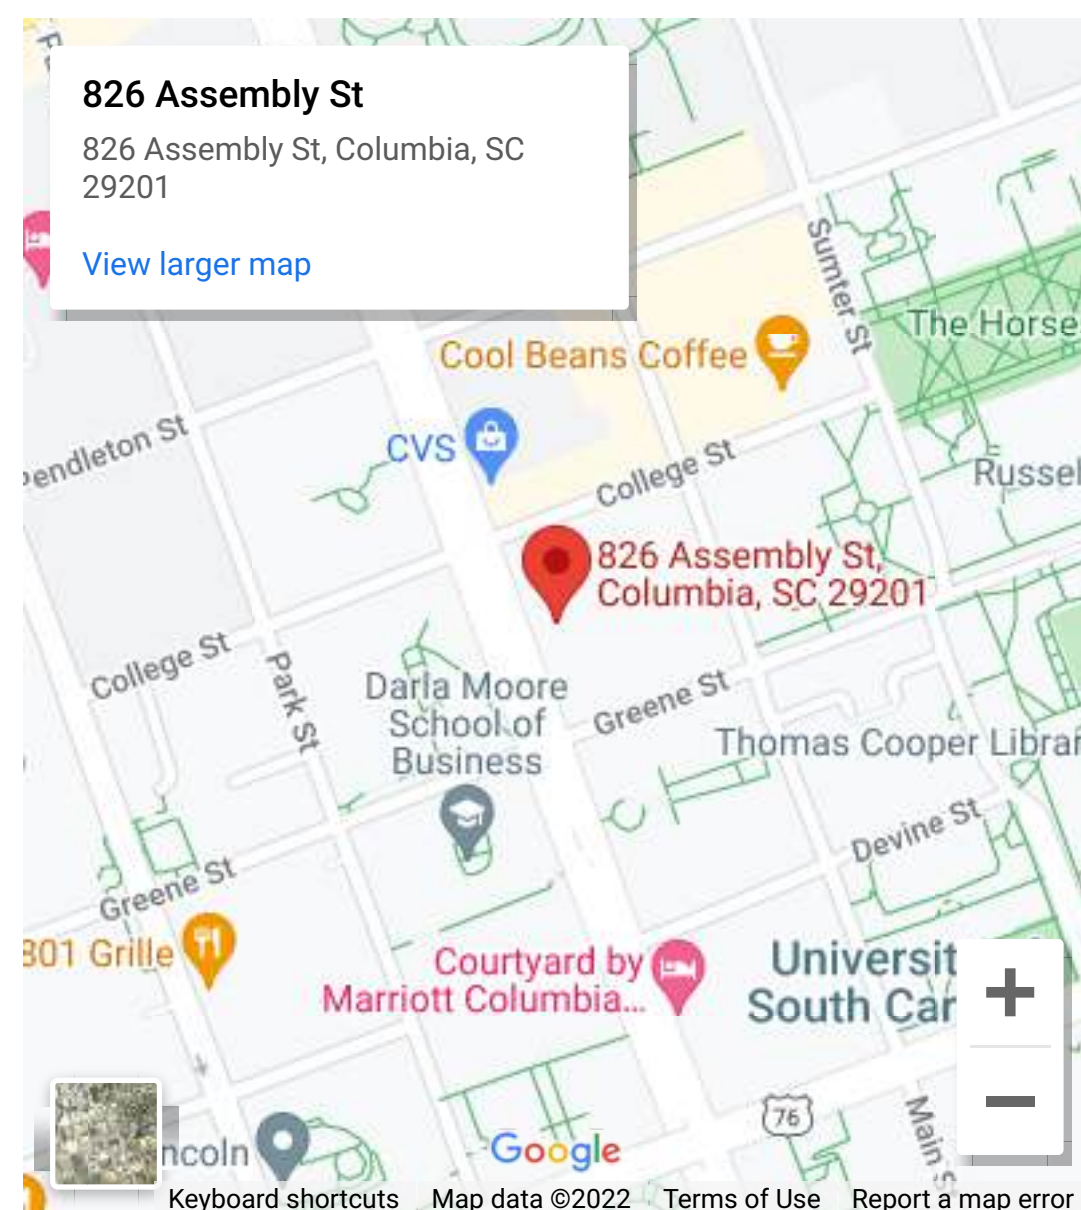 826 Assembly St
826 Assembly St, Columbia, SC
29201
View larger map
Sumter St
The Horse
Cool Beans Coffee
Pendleton St
CVS
College St
Russel
826 Assembly St,
Columbia, SC 29201
College St
Park St
Darla Moore
School of
Business
Greene St
Thomas Cooper Librar
Devine St
Greene St
801 Grille
Courtyard by
Marriott Columbia...
Universit
South Car
76
Main S
ncoln
Google
Keyboard shortcuts
Map data ©2022
Terms of Use
Report a map error